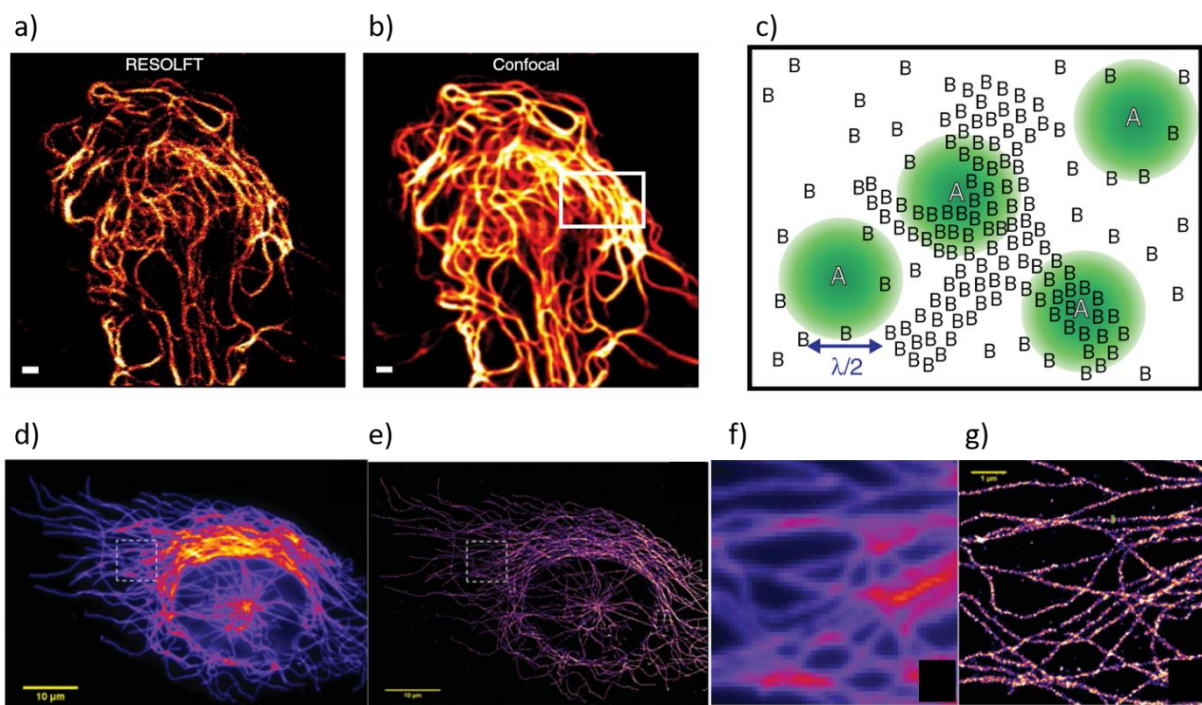 a)
b)
c)
RESOLFT
Confocal
B
B
B
B
B
A
A
A
A
λ/2
d)
e)
f)
g)
10 µm
10 µm
1 µm